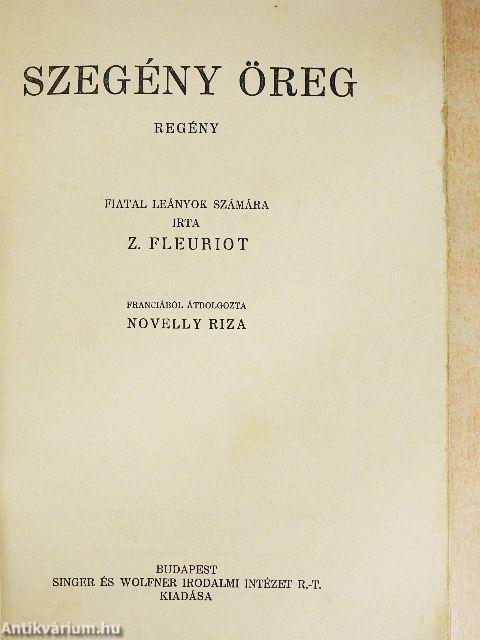 SZEGÉNY ÖREG
REGÉNY
FIATAL LEÁNYOK SZÁMÁRA
IRTA
Z. FLEURIOT
FRANCIÁBÓL ÁTDOLGOZTA
NOVELLY RIZA
BUDAPEST
SINGER ÉS WOLFNER IRODALMI INTÉZET R.-T.
KIADÁSA
Antikvárium.hu